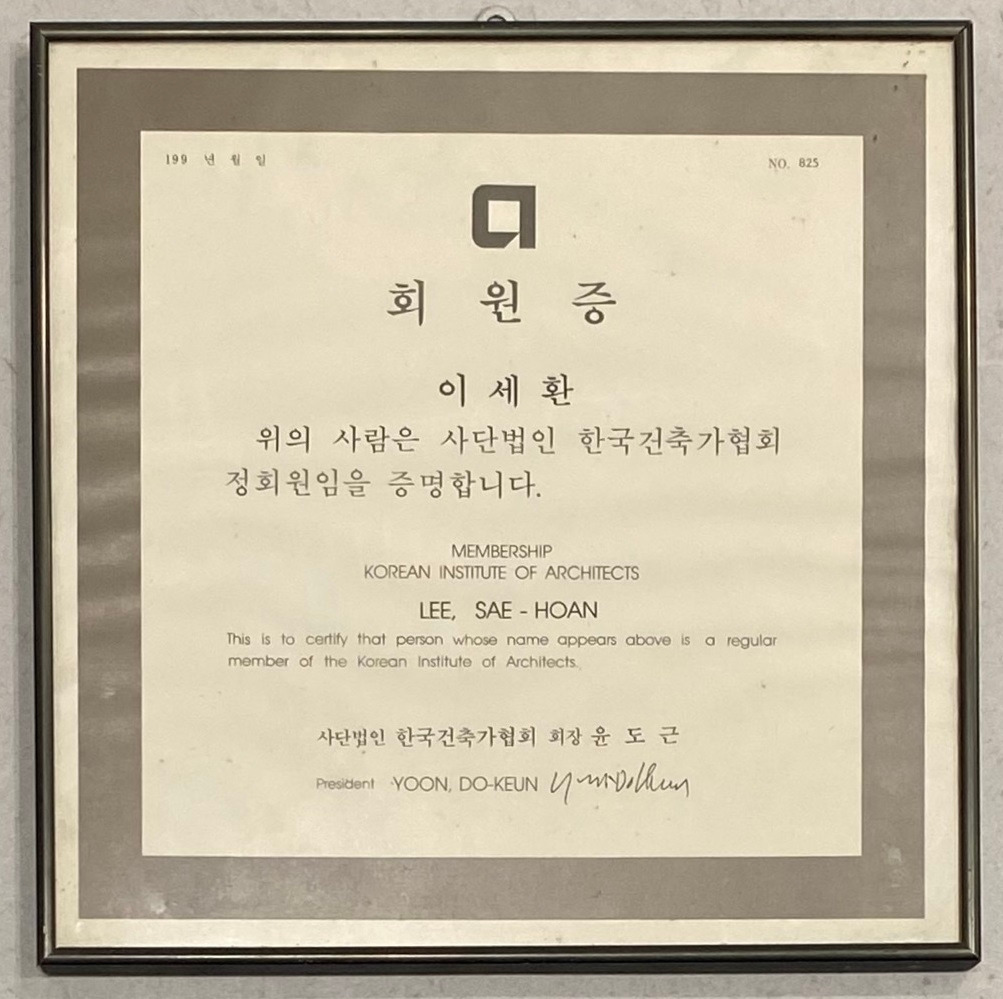 199 년 월 일
NO. 825
회 원 증
이 세 환
위의 사람은 사단법인 한국건축가협회
정회원임을 증명합니다.
MEMBERSHIP
KOREAN INSTITUTE OF ARCHITECTS
LEE, SAE - HOAN
This is to certify that person whose name appears above is a regular
member of the Korean Institute of Architects.
사단법인 한국건축가협회 회장 윤 도 근
President YOON, DO-KEUN